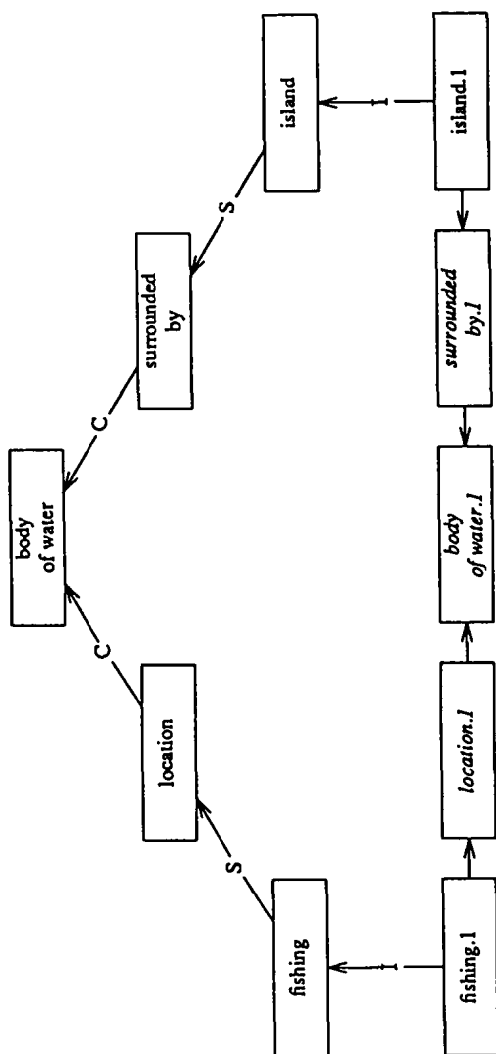 body
of water
C
C
location
surrounded
by
S
S
fishing
island
I
I
fishing.1
location.1
body
of water.1
surrounded
by.1
island.1